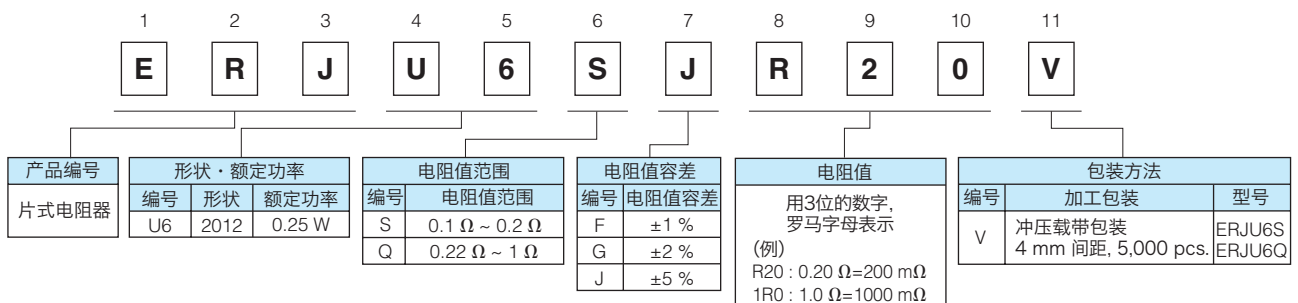 1 2 3 4 5 6 7 8 9 10 11
E R J U 6 S J R 2 0 V
产品编号
片式电阻器
形状・额定功率
编号 形状 额定功率
U6 2012 0.25 W
电阻值范围
编号 电阻值范围
S 0.1 Ω ~ 0.2 Ω
Q 0.22 Ω ~ 1 Ω
电阻值容差
编号 电阻值容差
F ±1 %
G ±2 %
J ±5 %
电阻值
用3位的数字,
罗马字母表示
(例)
R20 : 0.20 Ω=200 mΩ
1R0 : 1.0 Ω=1000 mΩ
包装方法
编号 加工包装 型号
V 冲压载带包装 ERJU6S
4 mm 间距, 5,000 pcs. ERJU6Q